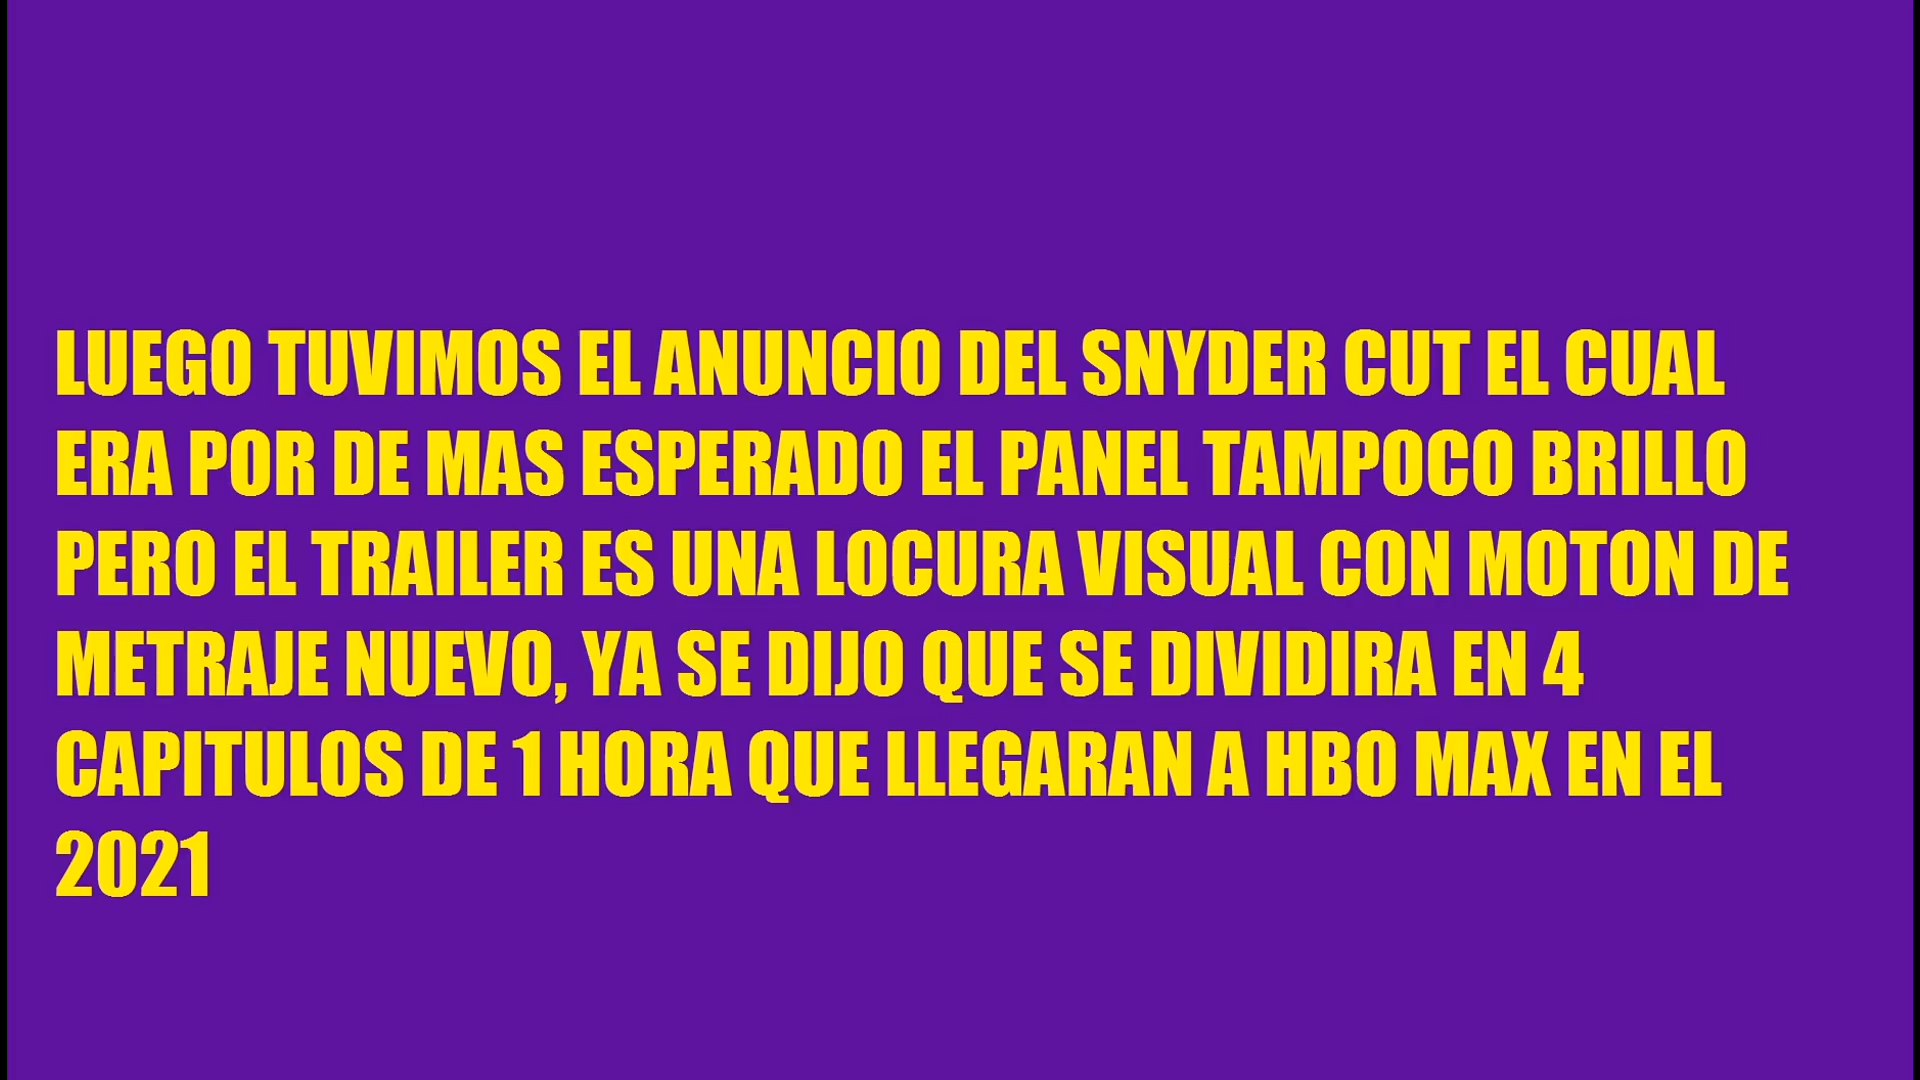 LUEGO TUVIMOS EL ANUNCIO DEL SNYDER CUT EL CUAL
ERA POR DE MAS ESPERADO EL PANEL TAMPOCO BRILLO
PERO EL TRAILER ES UNA LOCURA VISUAL CON MOTON DE
METRAJE NUEVO, YA SE DIJO QUE SE DIVIDIRA EN 4
CAPITULOS DE 1 HORA QUE LLEGARAN A HBO MAX EN EL
2021